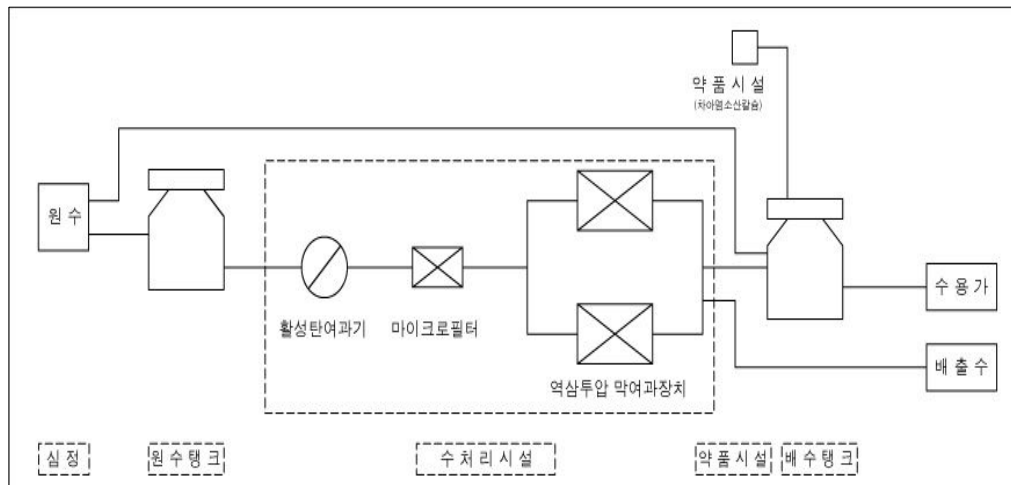 약 품 시 설
(차아염소산칼슘)
원 수
수 용 가
활성탄여과기
마이크로필터
배 출 수
역삼투압 막여과장치
심 정
원 수 탱 크
수 처 리 시 설
약 품 시 설
배 수 탱 크